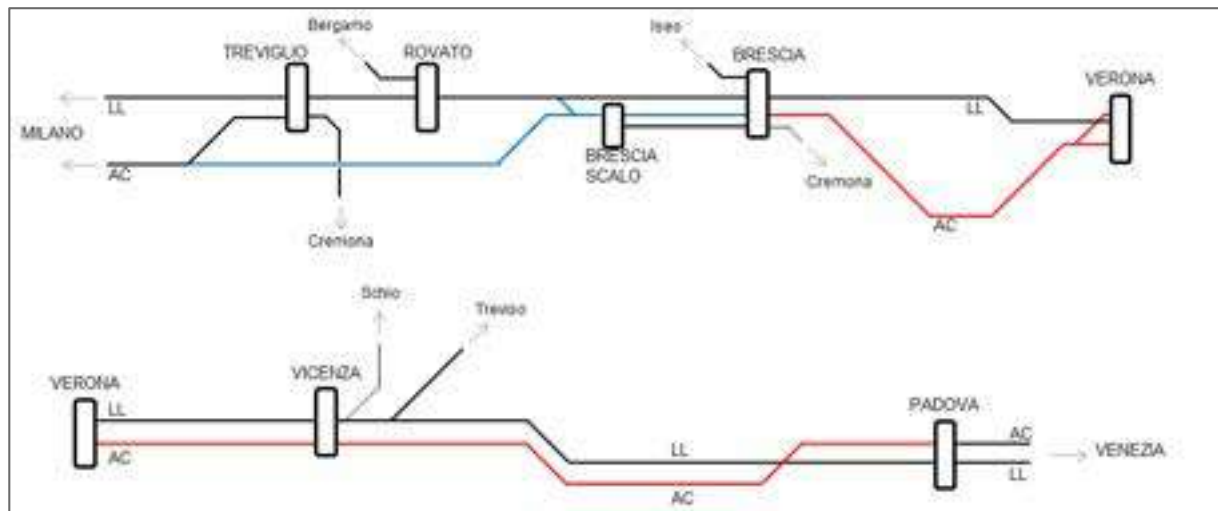 Bergamo
Iseo
TREVIGLIO
ROVATO
BRESCIA
VERONA
LL
LL
MILANO
AC
BRESCIA
SCALO
Cremona
AC
Cremona
Schio
Treviso
VERONA
VICENZA
PADOVA
LL
AC
LL
AC
AC
VENEZIA
LL